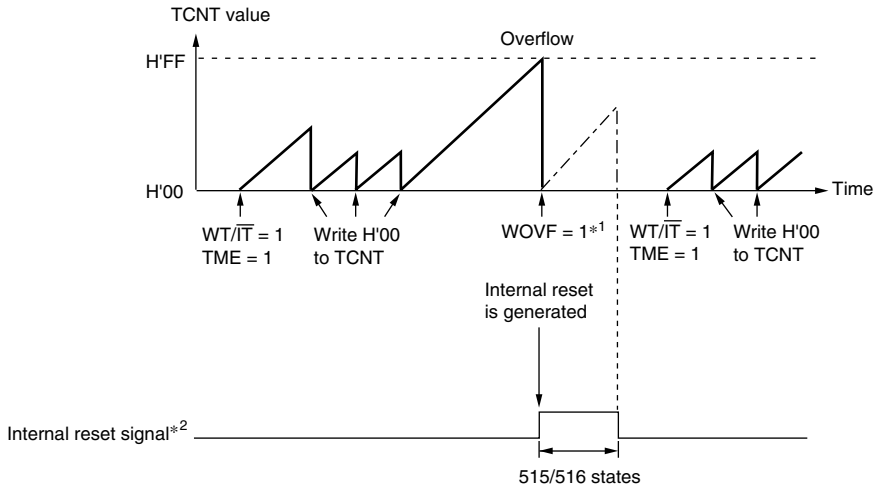 TCNT value
Overflow
H'FF
H'00
Time
WT/IT = 1
TME = 1
Write H'00
to TCNT
WOVF = 1*1
WT/IT = 1
TME = 1
Write H'00
to TCNT
Internal reset
is generated
Internal reset signal*2
515/516 states